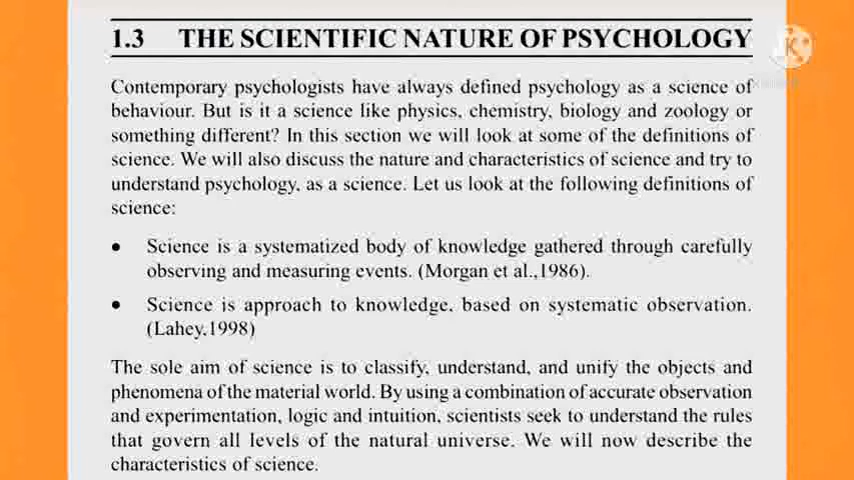 1.3 THE SCIENTIFIC NATURE OF PSYCHOLOGY
Contemporary psychologists have always defined psychology as a science of
behaviour. But is it a science like physics, chemistry, biology and zoology or
something different? In this section we will look at some of the definitions of
science. We will also discuss the nature and characteristics of science and try to
understand psychology, as a science. Let us look at the following definitions of
science:
• Science is a systematized body of knowledge gathered through carefully
observing and measuring events. (Morgan et al.,1986).
• Science is approach to knowledge, based on systematic observation.
(Lahey,1998)
The sole aim of science is to classify, understand, and unify the objects and
phenomena of the material world. By using a combination of accurate observation
and experimentation, logic and intuition, scientists seek to understand the rules
that govern all levels of the natural universe. We will now describe the
characteristics of science.
K